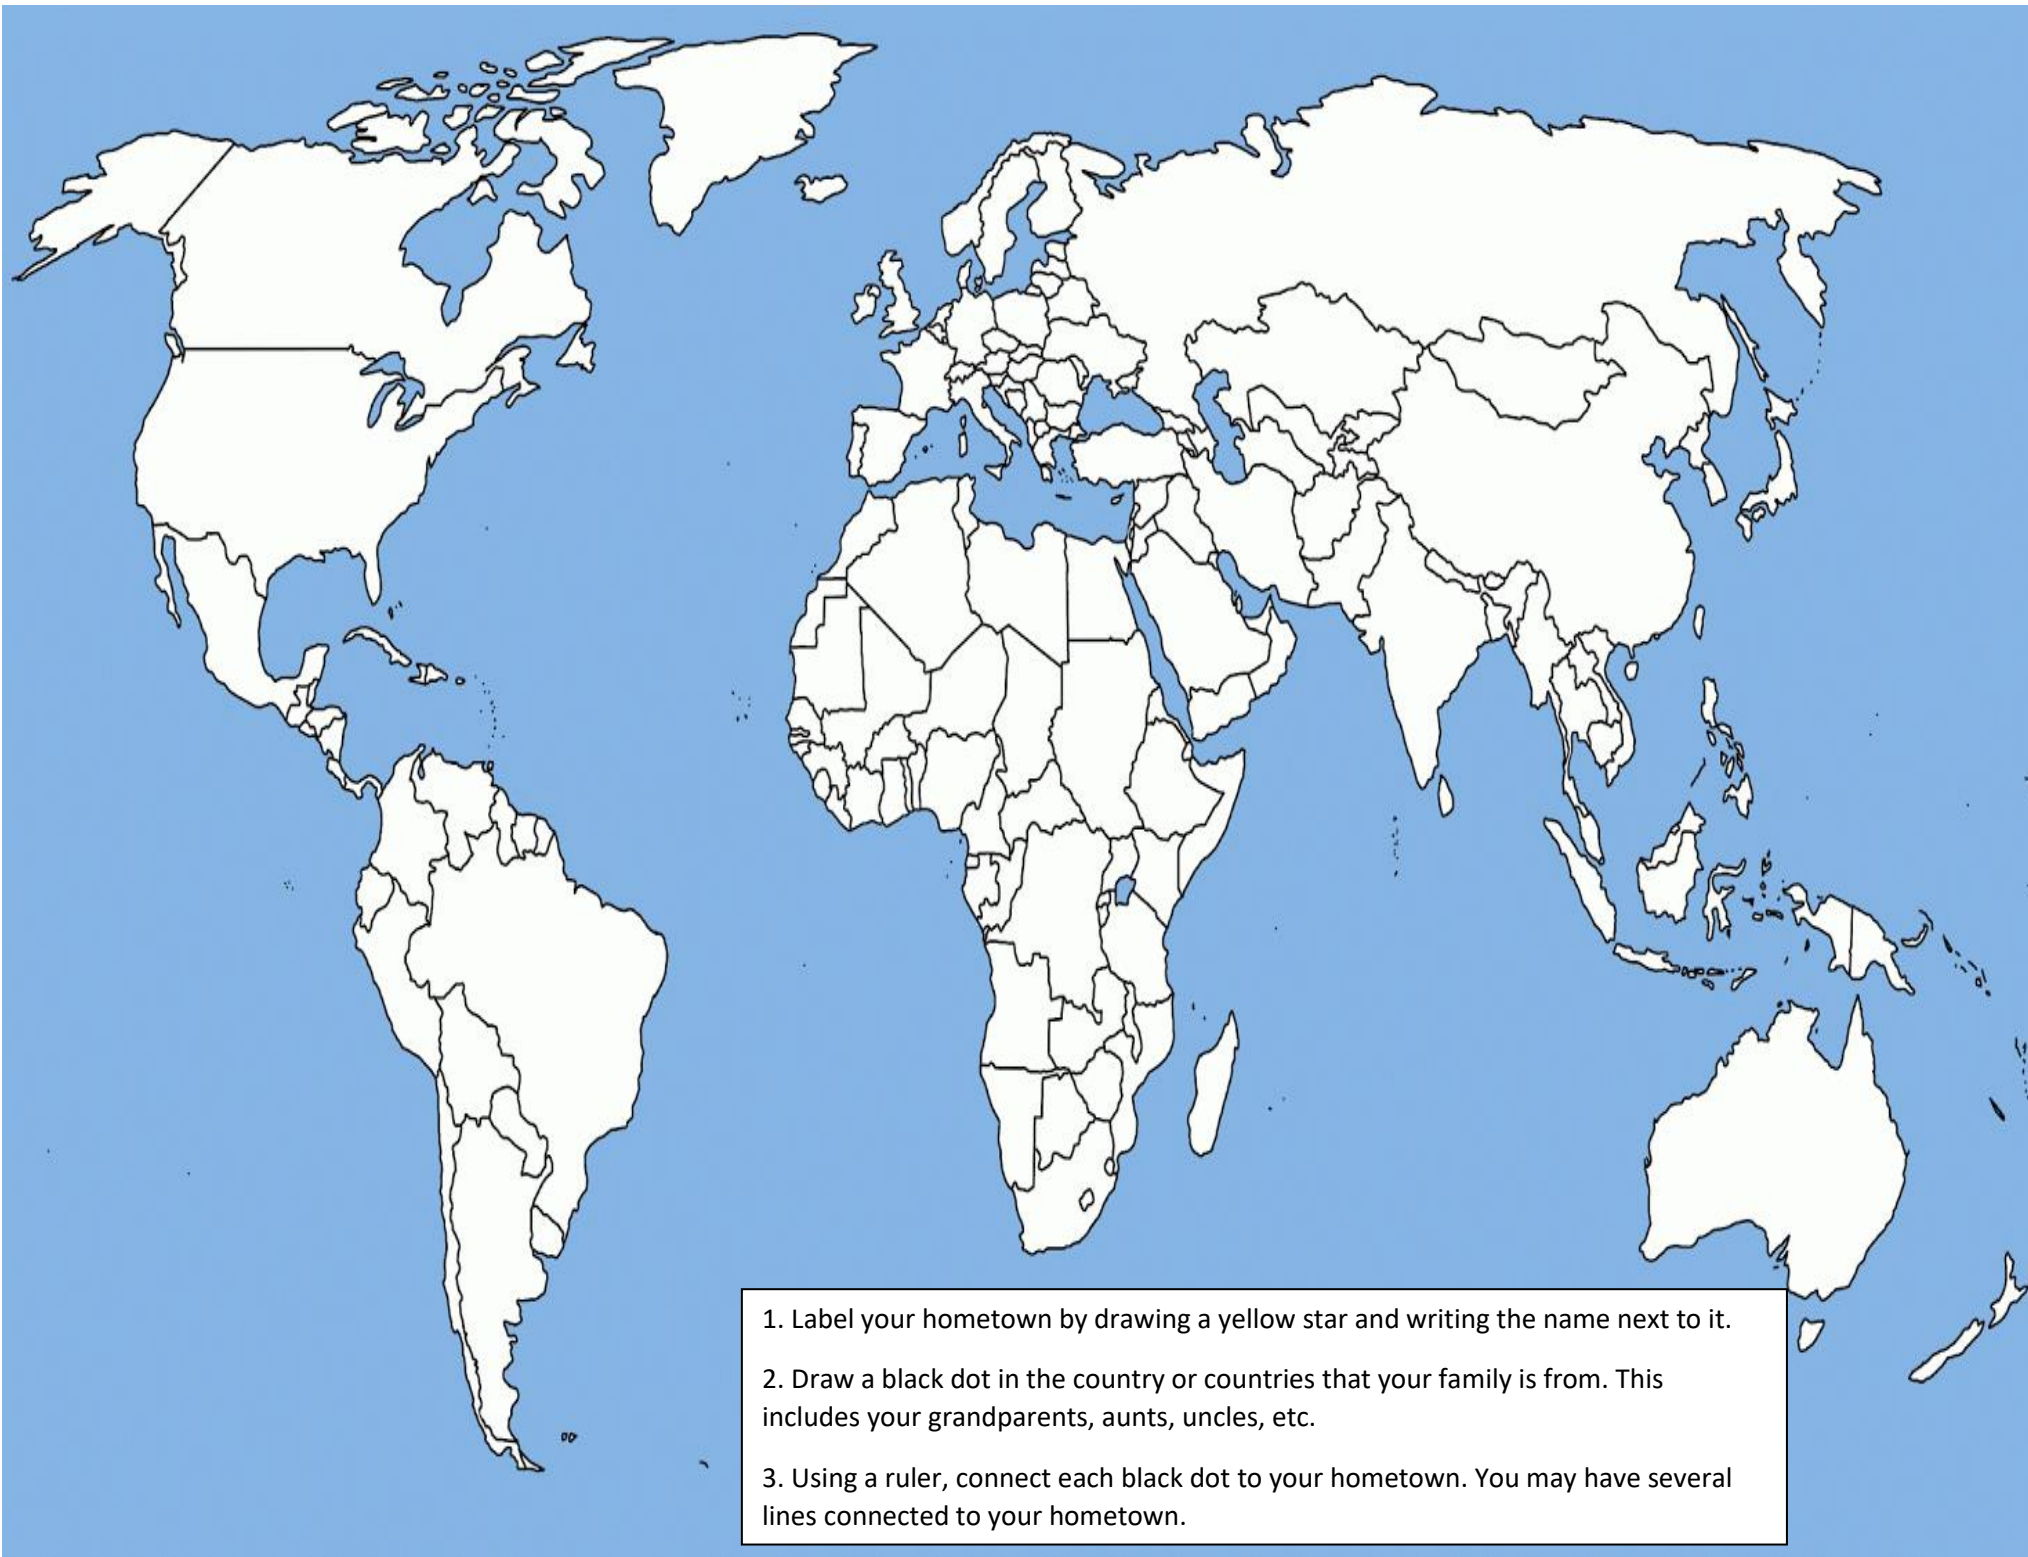 1. Label your hometown by drawing a yellow star and writing the name next to it.
2. Draw a black dot in the country or countries that your family is from. This
includes your grandparents, aunts, uncles, etc.
3. Using a ruler, connect each black dot to your hometown. You may have several
lines connected to your hometown.